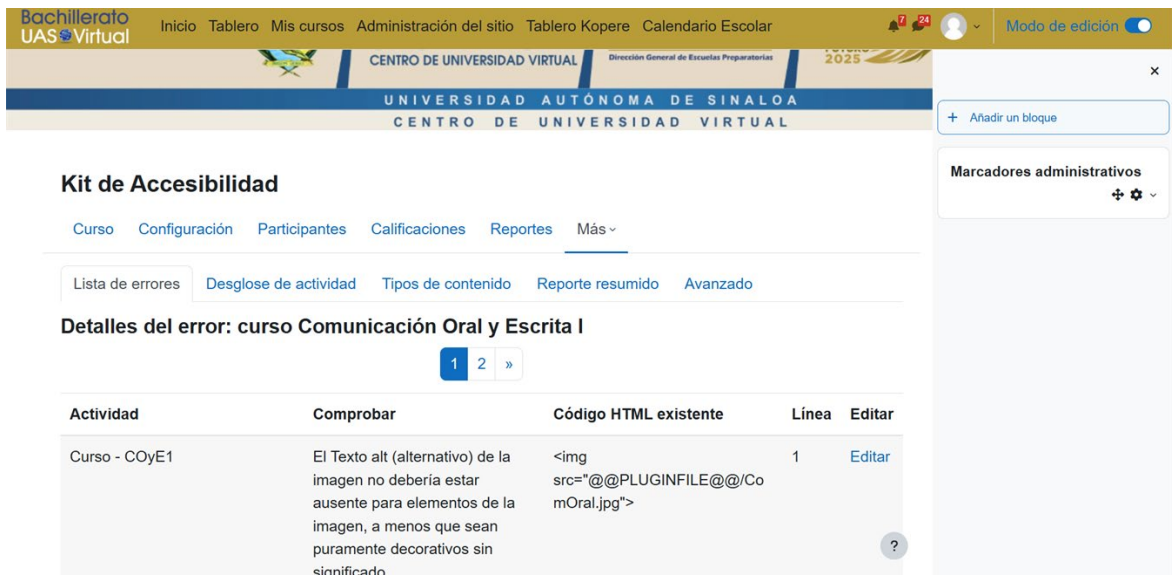 Bachillerato
UAS Virtual
Inicio Tablero Mis cursos Administración del sitio Tablero Kopere Calendario Escolar
7 24
Modo de edición
CENTRO DE UNIVERSIDAD VIRTUAL
Dirección General de Escuelas Preparatorias
2025
UNIVERSIDAD AUTÓNOMA DE SINALOA
CENTRO DE UNIVERSIDAD VIRTUAL
×
+ Añadir un bloque
Marcadores administrativos
Kit de Accesibilidad
Curso Configuración Participantes Calificaciones Reportes Más
Lista de errores Desglose de actividad Tipos de contenido Reporte resumido Avanzado
Detalles del error: curso Comunicación Oral y Escrita I
1 2 »
Actividad Comprobar Código HTML existente Línea Editar
Curso - COyE1 El Texto alt (alternativo) de la <img 1 Editar
imagen no debería estar src="@@PLUGINFILE@@/Co
ausente para elementos de la mOral.jpg">
imagen, a menos que sean
puramente decorativos sin
significado
?